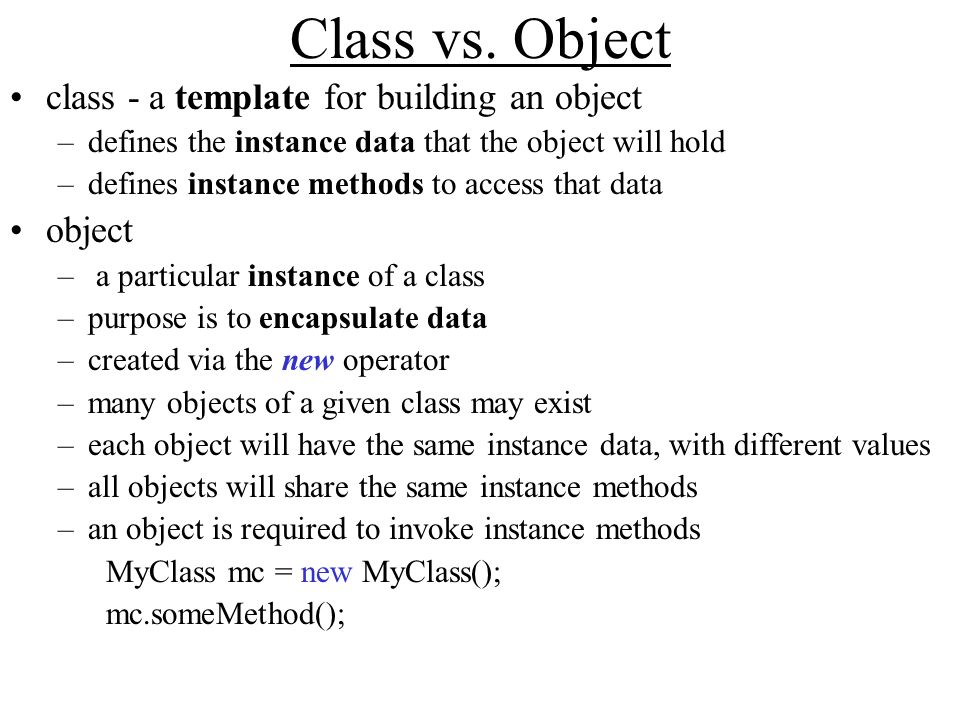 Class vs. Object
• class - a template for building an object
– defines the instance data that the object will hold
– defines instance methods to access that data
• object
– a particular instance of a class
– purpose is to encapsulate data
– created via the new operator
– many objects of a given class may exist
– each object will have the same instance data, with different values
– all objects will share the same instance methods
– an object is required to invoke instance methods
MyClass mc = new MyClass();
mc.someMethod();